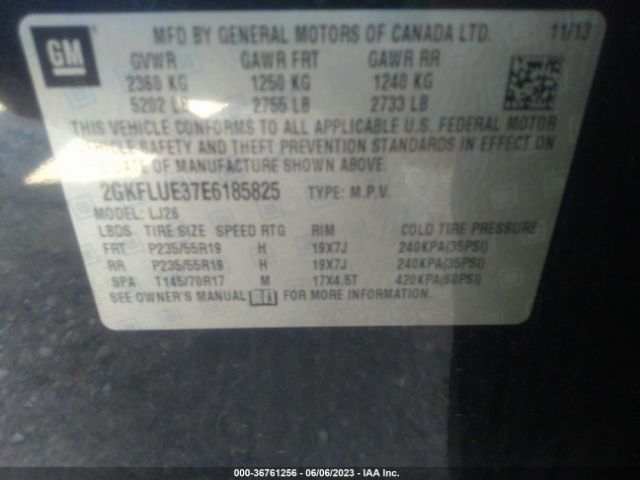 GM
MFD BY GENERAL MOTORS OF CANADA LTD. 11/13
GVWR GAWR FRT GAWR RR
2360 KG 1250 KG 1240 KG
5202 LB 2755 LB 2733 LB
THIS VEHICLE CONFORMS TO ALL APPLICABLE U.S. FEDERAL MOTOR
VEHICLE SAFETY AND THEFT PREVENTION STANDARDS IN EFFECT ON
THE DATE OF MANUFACTURE SHOWN ABOVE.
2GKFLUE37E6185825 TYPE: M.P.V.
MODEL: LJ26
LBDS TIRE SIZE SPEED RTG RIM COLD TIRE PRESSURE
FRT P235/55R19 H 19X7J 240KPA(35PSI)
RR P235/55R19 H 19X7J 240KPA(35PSI)
SPA T145/70R17 M 17X4.5T 420KPA(60PSI)
SEE OWNER'S MANUAL FOR MORE INFORMATION.
000-36761256 - 06/06/2023 - IAA Inc.